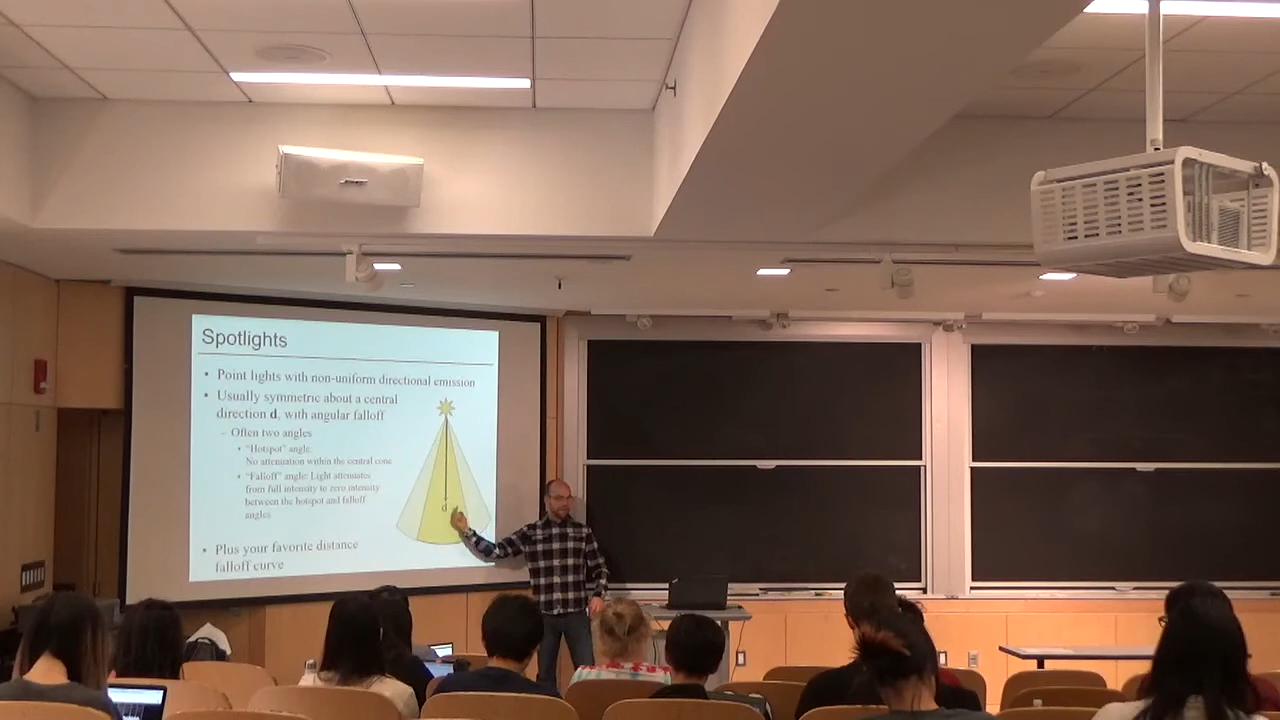 Spotlights
• Point lights with non-uniform directional emission
• Usually symmetric about a central
direction d, with angular falloff
– Often two angles
• "Hotspot" angle:
No attenuation within the central cone
• "Falloff" angle: Light attenuates
from full intensity to zero intensity
between the hotspot and falloff
angles
d
• Plus your favorite distance
falloff curve